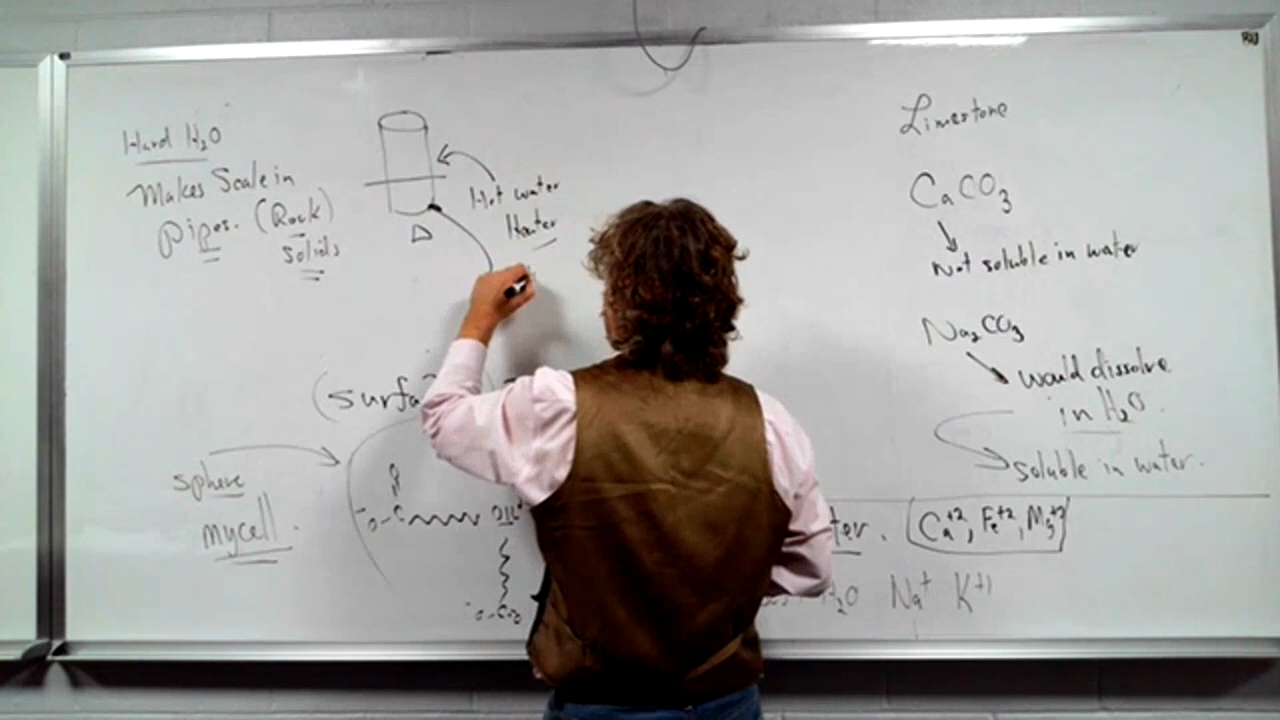 Hard H₂O
Makes Scale in
Pipes. (Rock)
Solids
Hot water
Heater
Δ
(surfa
sphere
mycell.
O
-O-C
OIL
Limestone
CaCO₃
Not soluble in water
Na₂CO₃
would dissolve
in H₂O.
soluble in water.
ter. Ca⁺², Fe⁺², Mg⁺²
H₂O Na⁺ K⁺¹